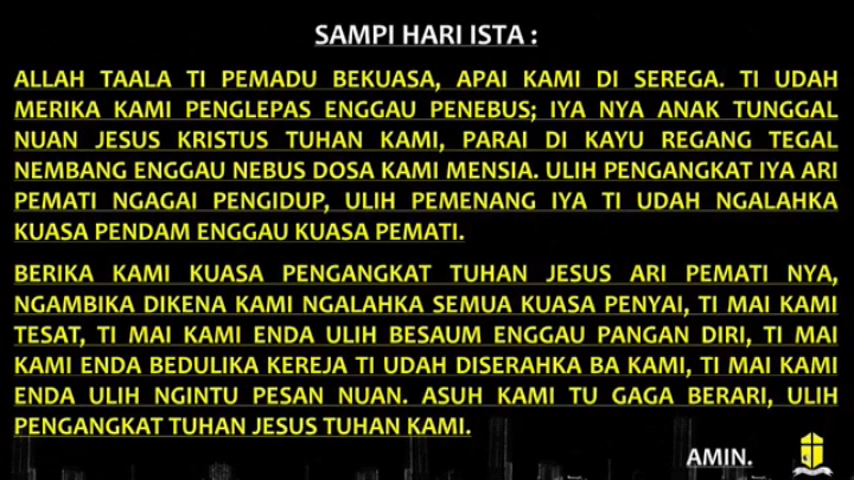 SAMPI HARI ISTA :
ALLAH TAALA TI PEMADU BEKUASA, APAI KAMI DI SEREGA. TI UDAH
MERIKA KAMI PENGLEPAS ENGGAU PENEBUS; IYA NYA ANAK TUNGGAL
NUAN JESUS KRISTUS TUHAN KAMI, PARAI DI KAYU REGANG TEGAL
NEMBANG ENGGAU NEBUS DOSA KAMI MENSIA. ULIH PENGANGKAT IYA ARI
PEMATI NGAGAI PENGIDUP, ULIH PEMENANG IYA TI UDAH NGALAHKA
KUASA PENDAM ENGGAU KUASA PEMATI.
BERIKA KAMI KUASA PENGANGKAT TUHAN JESUS ARI PEMATI NYA,
NGAMBIKA DIKENA KAMI NGALAHKA SEMUA KUASA PENYAI, TI MAI KAMI
TESAT, TI MAI KAMI ENDA ULIH BESAUM ENGGAU PANGAN DIRI, TI MAI
KAMI ENDA BEDULIKA KEREJA TI UDAH DISERAHKA BA KAMI, TI MAI KAMI
ENDA ULIH NGINTU PESAN NUAN. ASUH KAMI TU GAGA BERARI, ULIH
PENGANGKAT TUHAN JESUS TUHAN KAMI.
AMIN.